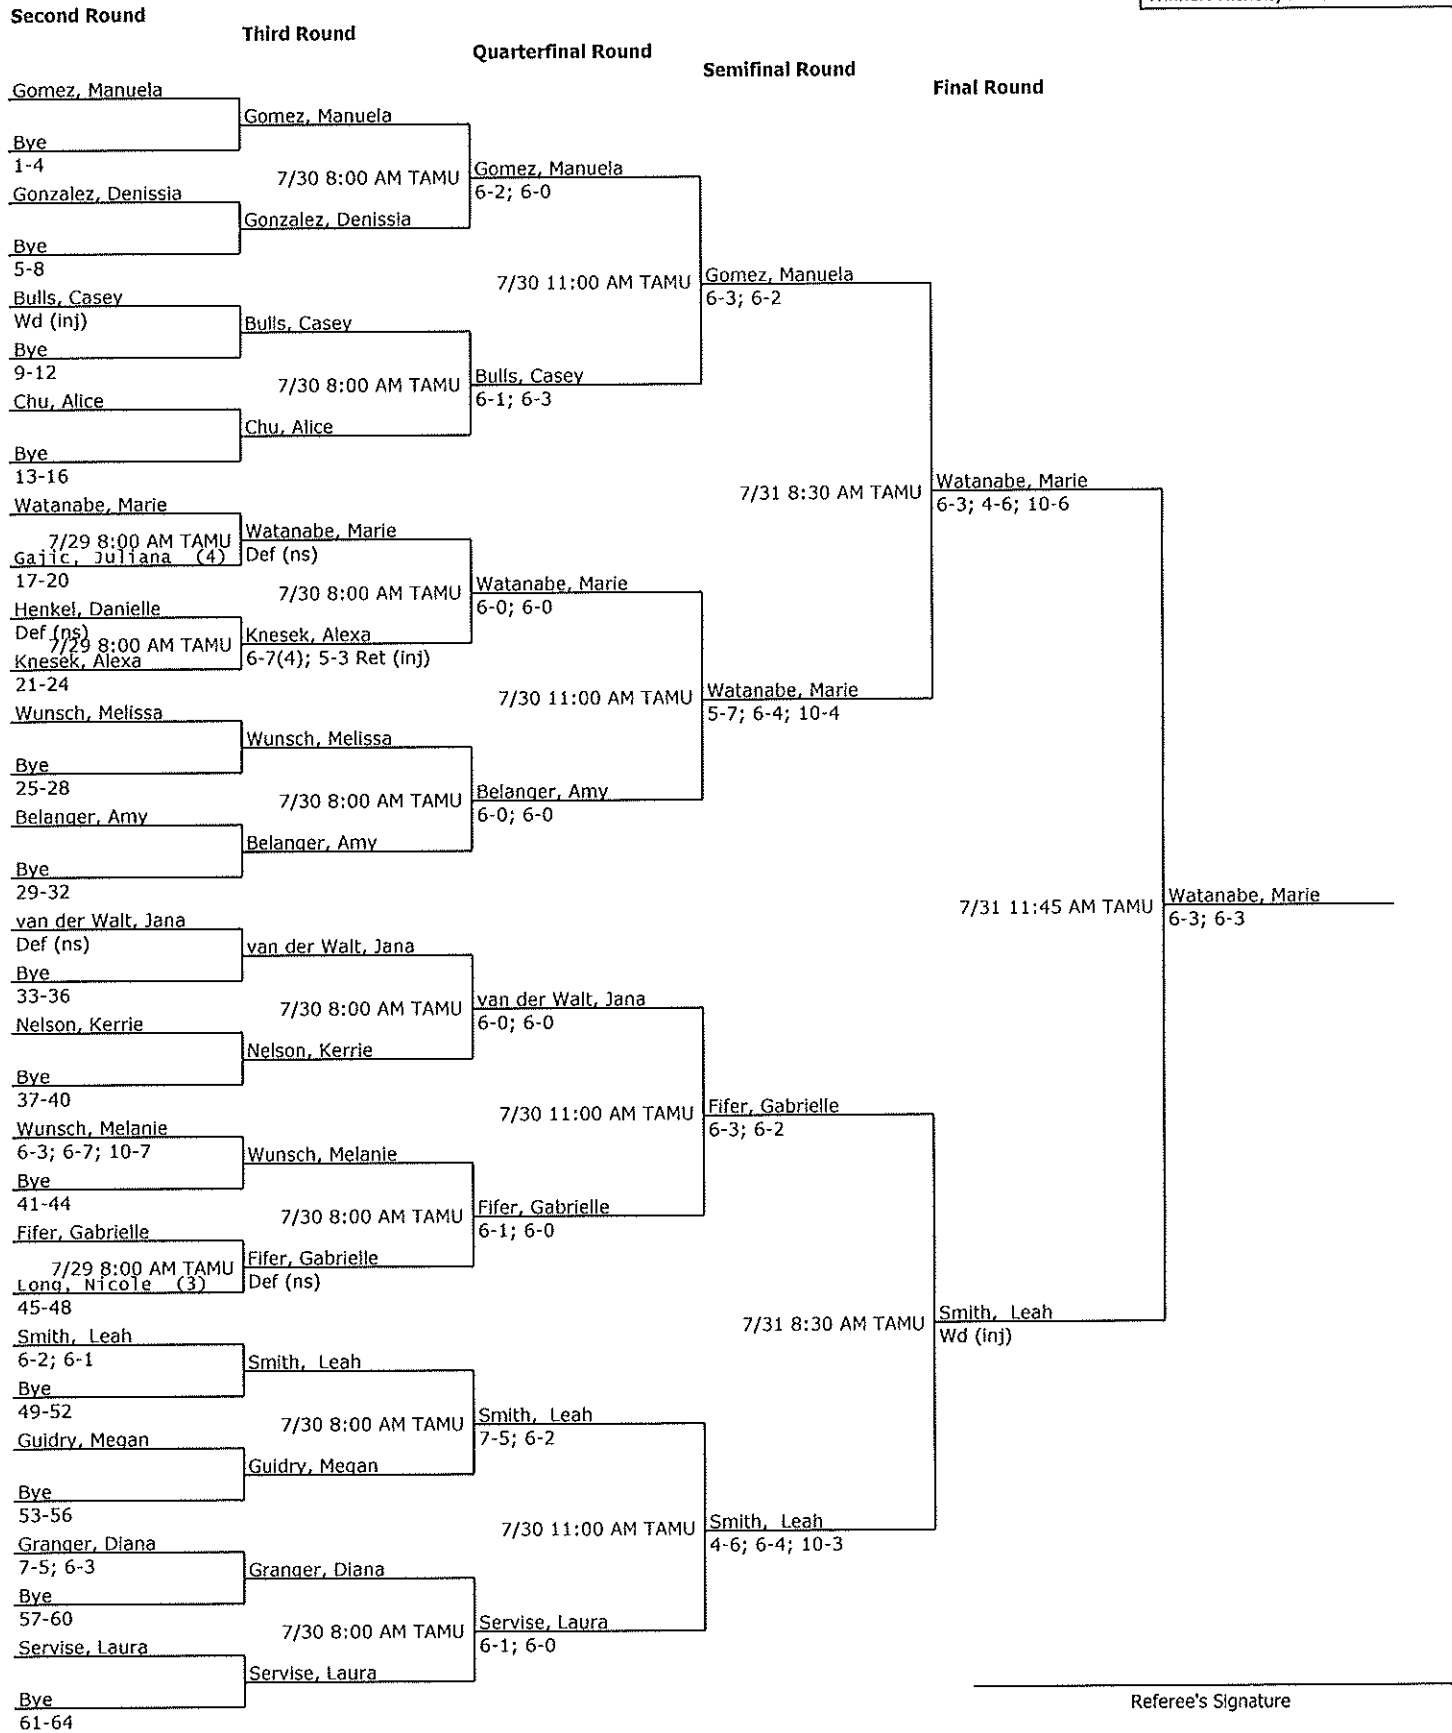 Second Round
Third Round
Quarterfinal Round
Semifinal Round
Final Round
Gomez, Manuela
Bye
1-4
Gonzalez, Denissia
Bye
5-8
Bulls, Casey
Wd (inj)
Bye
9-12
Chu, Alice
Bye
13-16
Watanabe, Marie
7/29 8:00 AM TAMU
Gajic, Juliana (4)
17-20
Henkel, Danielle
Def (ns)
7/29 8:00 AM TAMU
Knesek, Alexa
21-24
Wunsch, Melissa
Bye
25-28
Belanger, Amy
Bye
29-32
van der Walt, Jana
Def (ns)
Bye
33-36
Nelson, Kerrie
Bye
37-40
Wunsch, Melanie
6-3; 6-7; 10-7
Bye
41-44
Fifer, Gabrielle
7/29 8:00 AM TAMU
Long, Nicole (3)
45-48
Smith, Leah
6-2; 6-1
Bye
49-52
Guidry, Megan
Bye
53-56
Granger, Diana
7-5; 6-3
Bye
57-60
Servise, Laura
Bye
61-64
Gomez, Manuela
7/30 8:00 AM TAMU
Gonzalez, Denissia
Bulls, Casey
7/30 8:00 AM TAMU
Chu, Alice
Watanabe, Marie
Def (ns)
7/30 8:00 AM TAMU
Knesek, Alexa
6-7(4); 5-3 Ret (inj)
Wunsch, Melissa
7/30 8:00 AM TAMU
Belanger, Amy
van der Walt, Jana
7/30 8:00 AM TAMU
Nelson, Kerrie
Wunsch, Melanie
7/30 8:00 AM TAMU
Fifer, Gabrielle
Def (ns)
Smith, Leah
7/30 8:00 AM TAMU
Guidry, Megan
Granger, Diana
7/30 8:00 AM TAMU
Servise, Laura
Gomez, Manuela
6-2; 6-0
7/30 11:00 AM TAMU
Bulls, Casey
6-1; 6-3
Watanabe, Marie
6-0; 6-0
7/30 11:00 AM TAMU
Belanger, Amy
6-0; 6-0
van der Walt, Jana
6-0; 6-0
7/30 11:00 AM TAMU
Fifer, Gabrielle
6-1; 6-0
Smith, Leah
7-5; 6-2
7/30 11:00 AM TAMU
Servise, Laura
6-1; 6-0
Gomez, Manuela
6-3; 6-2
7/31 8:30 AM TAMU
Watanabe, Marie
5-7; 6-4; 10-4
Fifer, Gabrielle
6-3; 6-2
7/31 8:30 AM TAMU
Smith, Leah
4-6; 6-4; 10-3
Watanabe, Marie
6-3; 4-6; 10-6
7/31 11:45 AM TAMU
Smith, Leah
Wd (inj)
Watanabe, Marie
6-3; 6-3
Referee's Signature